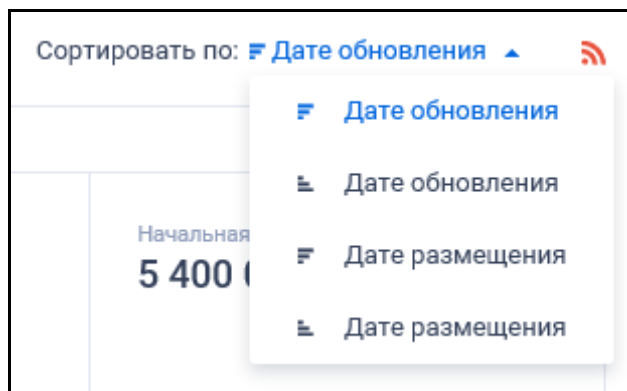 Сортировать по: Дате обновления
Дате обновления
Дате обновления
Начальная
5 400
Дате размещения
Дате размещения